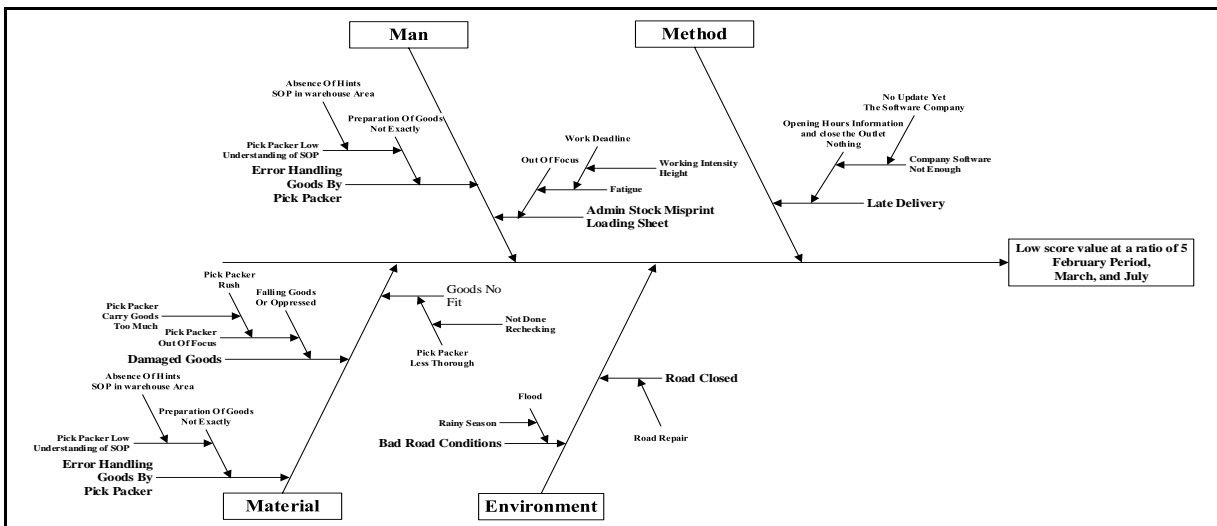 Man
Method
Absence Of Hints
SOP in warehouse Area
Preparation Of Goods
Not Exactly
Pick Packer Low
Understanding of SOP
Error Handling
Goods By
Pick Packer
Work Deadline
Out Of Focus
Working Intensity
Height
Fatigue
Admin Stock Misprint
Loading Sheet
No Update Yet
The Software Company
Opening Hours Information
and close the Outlet
Nothing
Company Software
Not Enough
Late Delivery
Low score value at a ratio of 5
February Period,
March, and July
Pick Packer
Rush
Falling Goods
Or Oppressed
Pick Packer
Carry Goods
Too Much
Pick Packer
Out Of Focus
Damaged Goods
Goods No
Fit
Not Done
Rechecking
Pick Packer
Less Thorough
Absence Of Hints
SOP in warehouse Area
Preparation Of Goods
Not Exactly
Pick Packer Low
Understanding of SOP
Error Handling
Goods By
Pick Packer
Road Closed
Flood
Rainy Season
Road Repair
Bad Road Conditions
Material
Environment